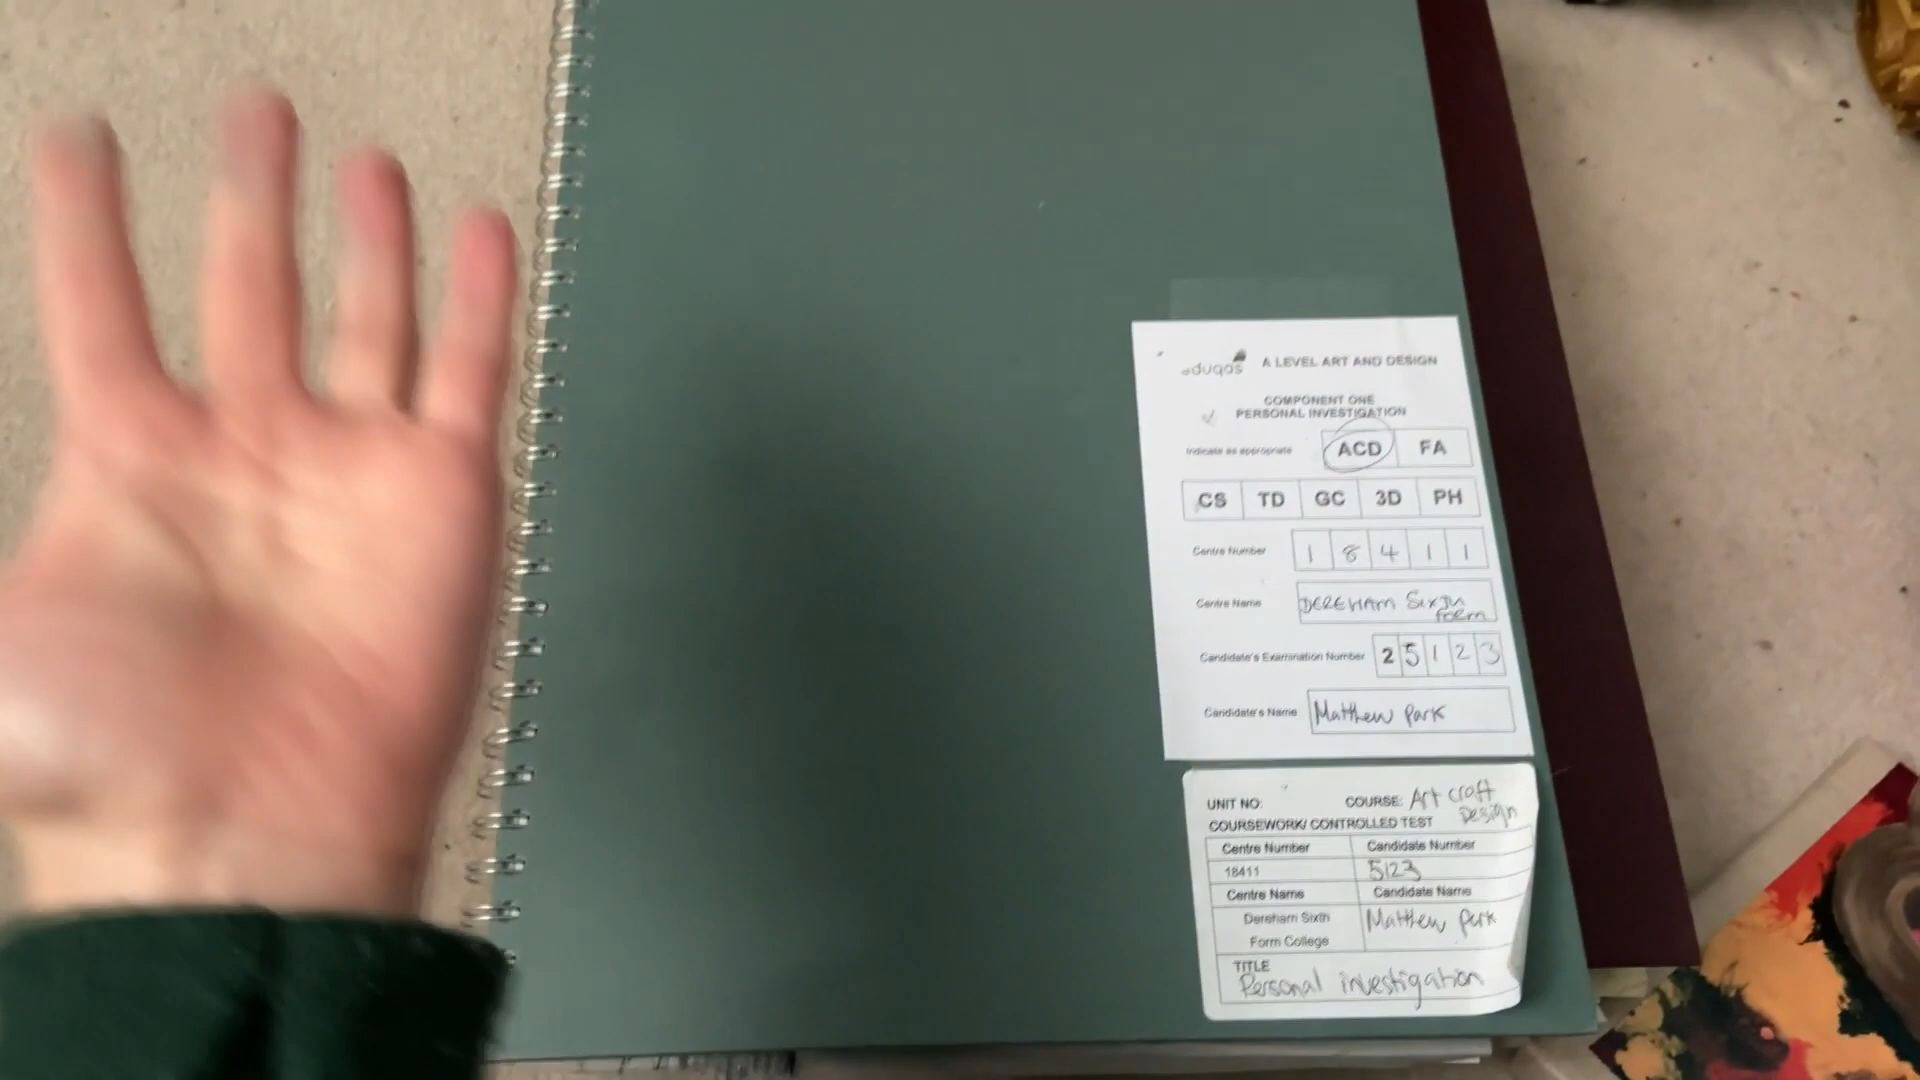 eduqas A LEVEL ART AND DESIGN
COMPONENT ONE
PERSONAL INVESTIGATION
Indicate as appropriate ACD FA
CS TD GC 3D PH
Centre Number 1 8 4 1 1
Centre Name DEREHAM Sixth
Form
Candidate's Examination Number 2 5 1 2 3
Candidate's Name Matthew Park
UNIT NO: COURSE: Art craft
Design
COURSEWORK/ CONTROLLED TEST
Centre Number Candidate Number
18411 5123
Centre Name Candidate Name
Dereham Sixth Matthew Park
Form College
TITLE
Personal investigation